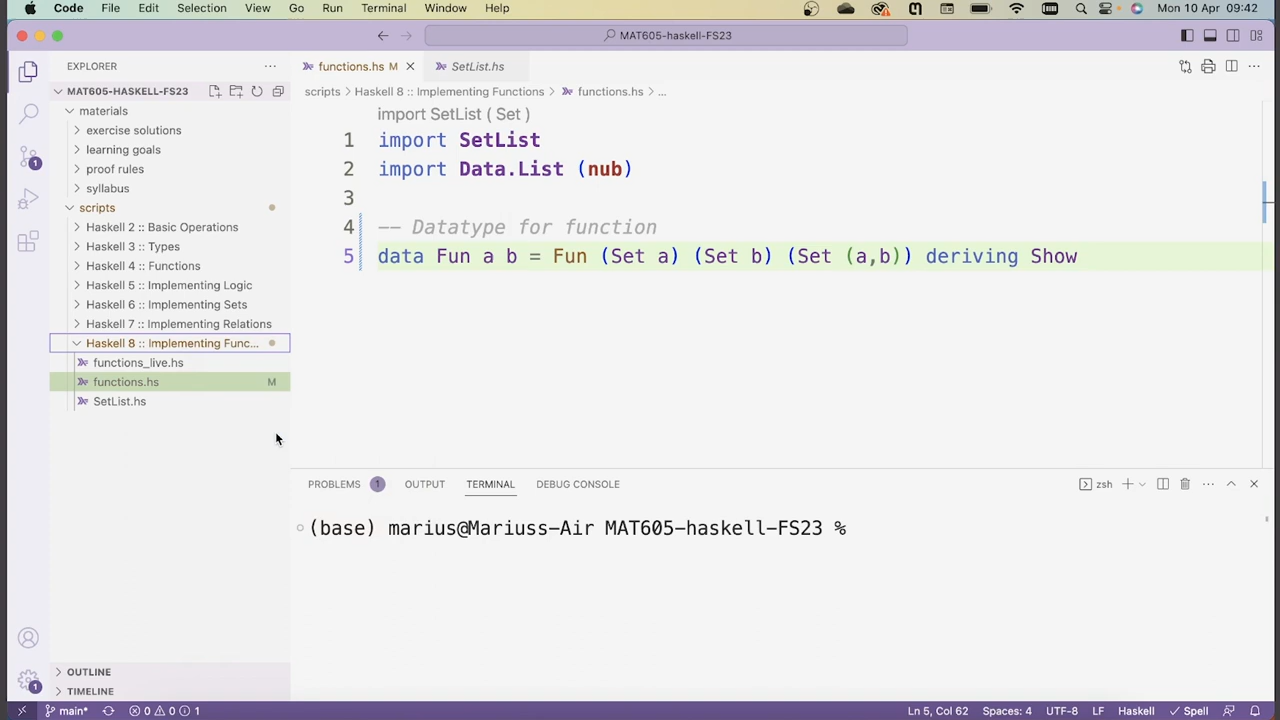 Code File Edit Selection View Go Run Terminal Window Help Mon 10 Apr 09:42
MAT605-haskell-FS23
EXPLORER
MAT605-HASKELL-FS23
materials
exercise solutions
learning goals
proof rules
syllabus
scripts
Haskell 2 :: Basic Operations
Haskell 3 :: Types
Haskell 4 :: Functions
Haskell 5 :: Implementing Logic
Haskell 6 :: Implementing Sets
Haskell 7 :: Implementing Relations
Haskell 8 :: Implementing Func...
functions_live.hs
functions.hs M
SetList.hs
OUTLINE
TIMELINE
functions.hs M SetList.hs
scripts > Haskell 8 :: Implementing Functions > functions.hs > ...
import SetList ( Set )
1 import SetList
2 import Data.List (nub)
3
4 -- Datatype for function
5 data Fun a b = Fun (Set a) (Set b) (Set (a,b)) deriving Show
PROBLEMS 1 OUTPUT TERMINAL DEBUG CONSOLE zsh
(base) marius@Mariuss-Air MAT605-haskell-FS23 %
1
1
main* 0 0 1 Ln 5, Col 62 Spaces: 4 UTF-8 LF Haskell Spell